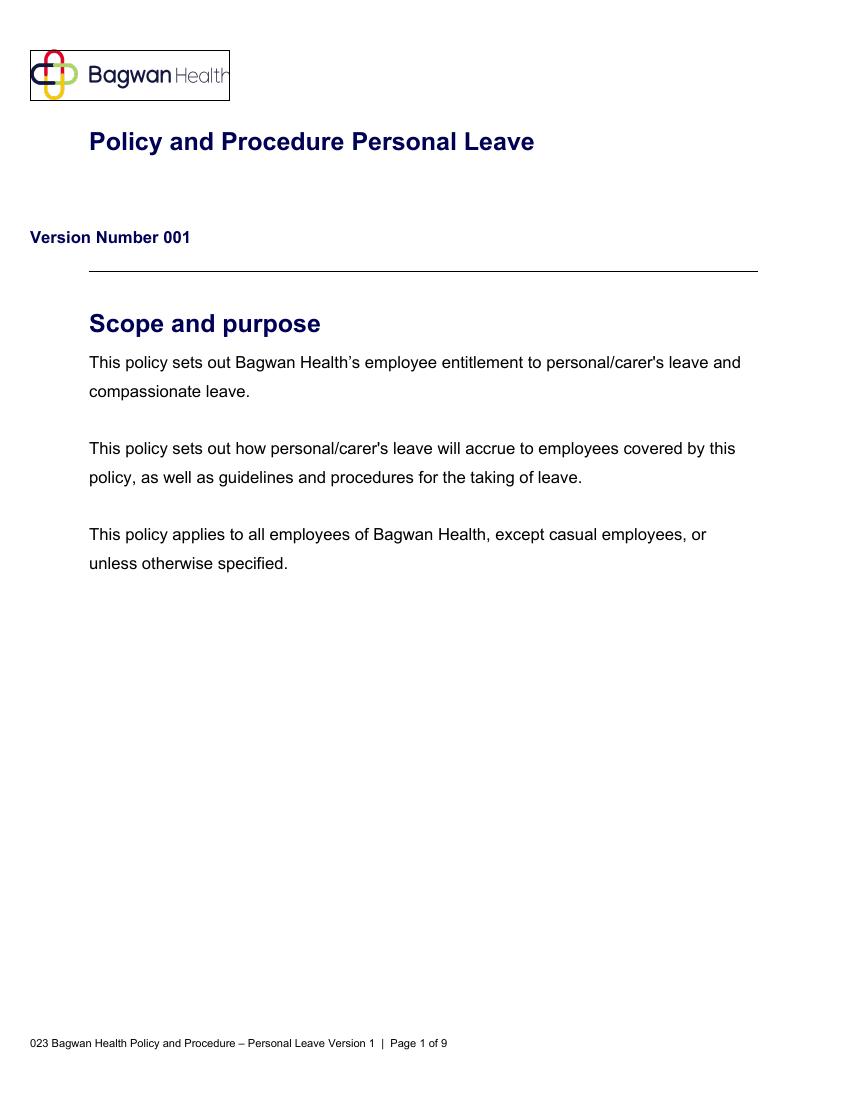 Bagwan Health
Policy and Procedure Personal Leave
Version Number 001
Scope and purpose
This policy sets out Bagwan Health’s employee entitlement to personal/carer's leave and
compassionate leave.
This policy sets out how personal/carer's leave will accrue to employees covered by this
policy, as well as guidelines and procedures for the taking of leave.
This policy applies to all employees of Bagwan Health, except casual employees, or
unless otherwise specified.
023 Bagwan Health Policy and Procedure – Personal Leave Version 1 | Page 1 of 9